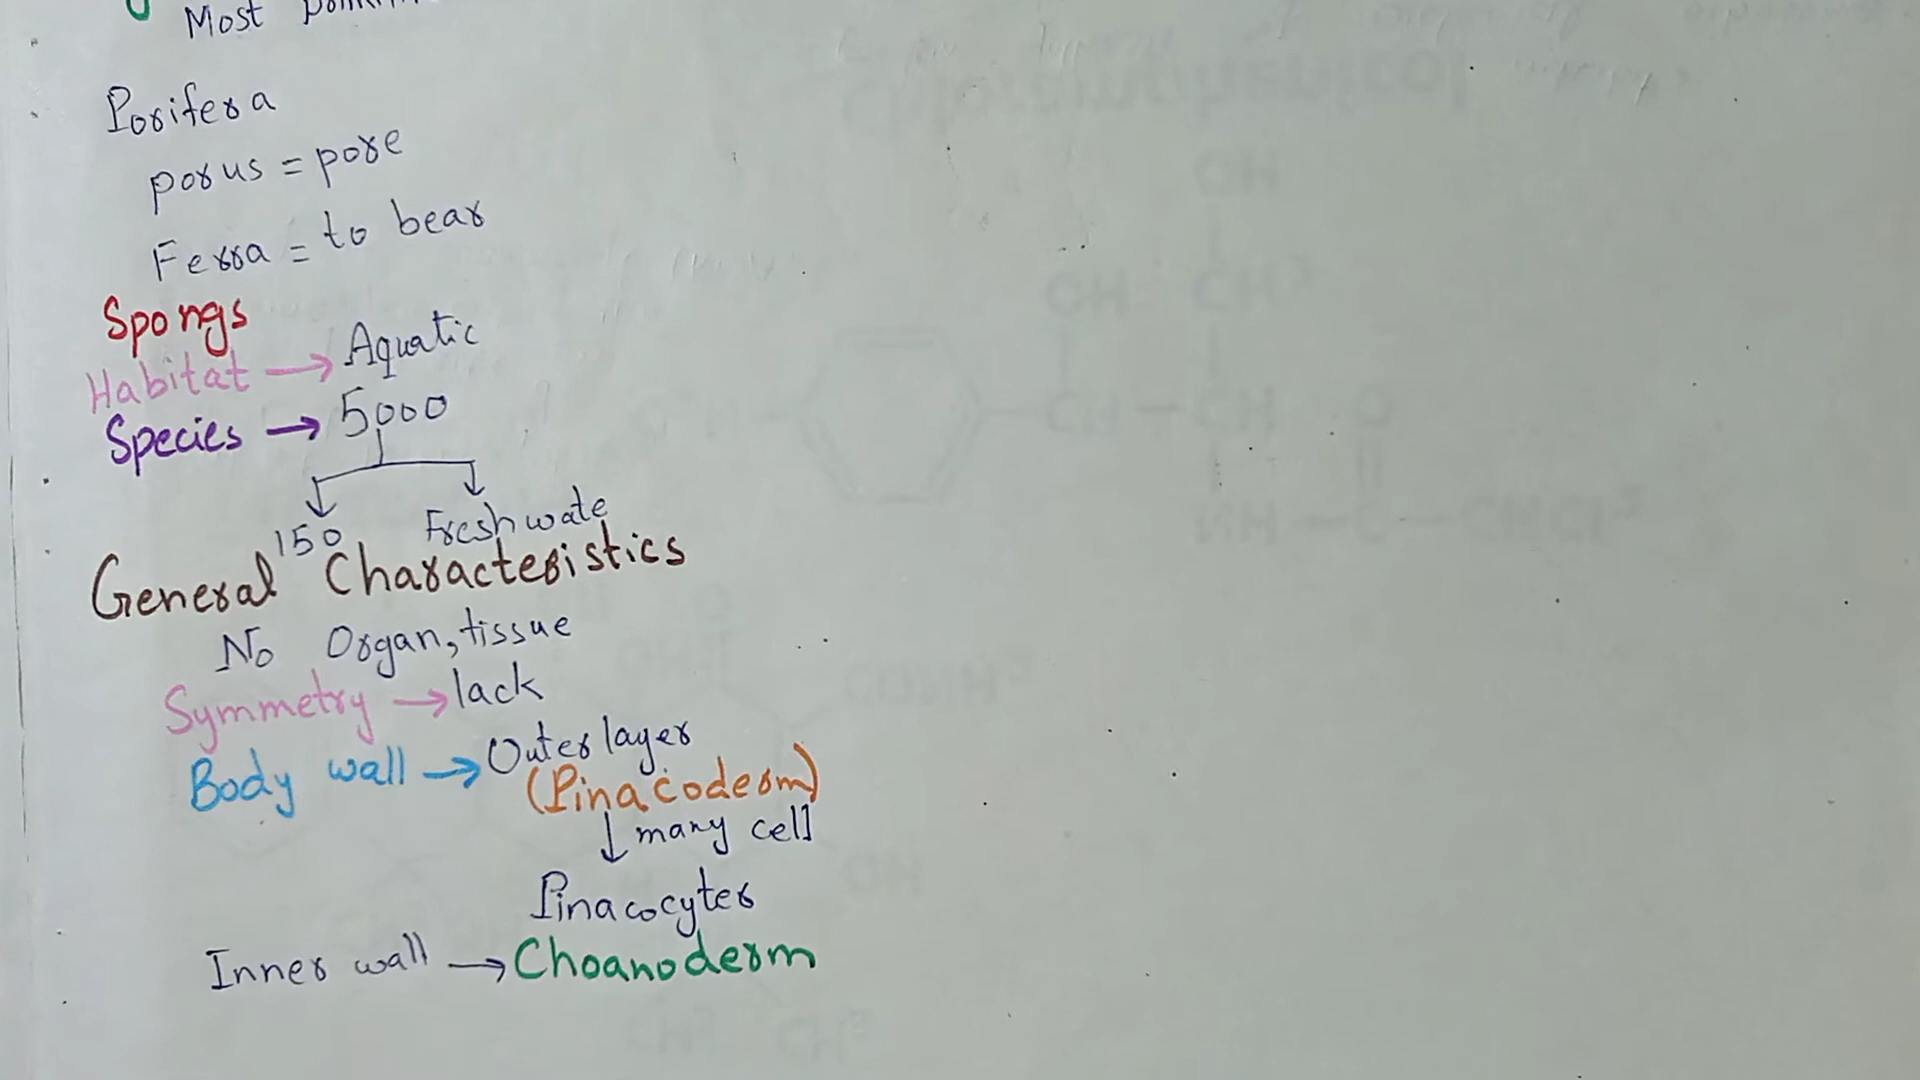 Most
Porifera
porus = pore
Ferra = to bear
Spongs
Habitat → Aquatic
Species → 5000
150 Freshwate
General Characteristics
No Organ, tissue
Symmetry → lack
Body wall → Outer layer
(Pinacoderm)
↓ many cell
Pinacocytes
Inner wall → Choanoderm